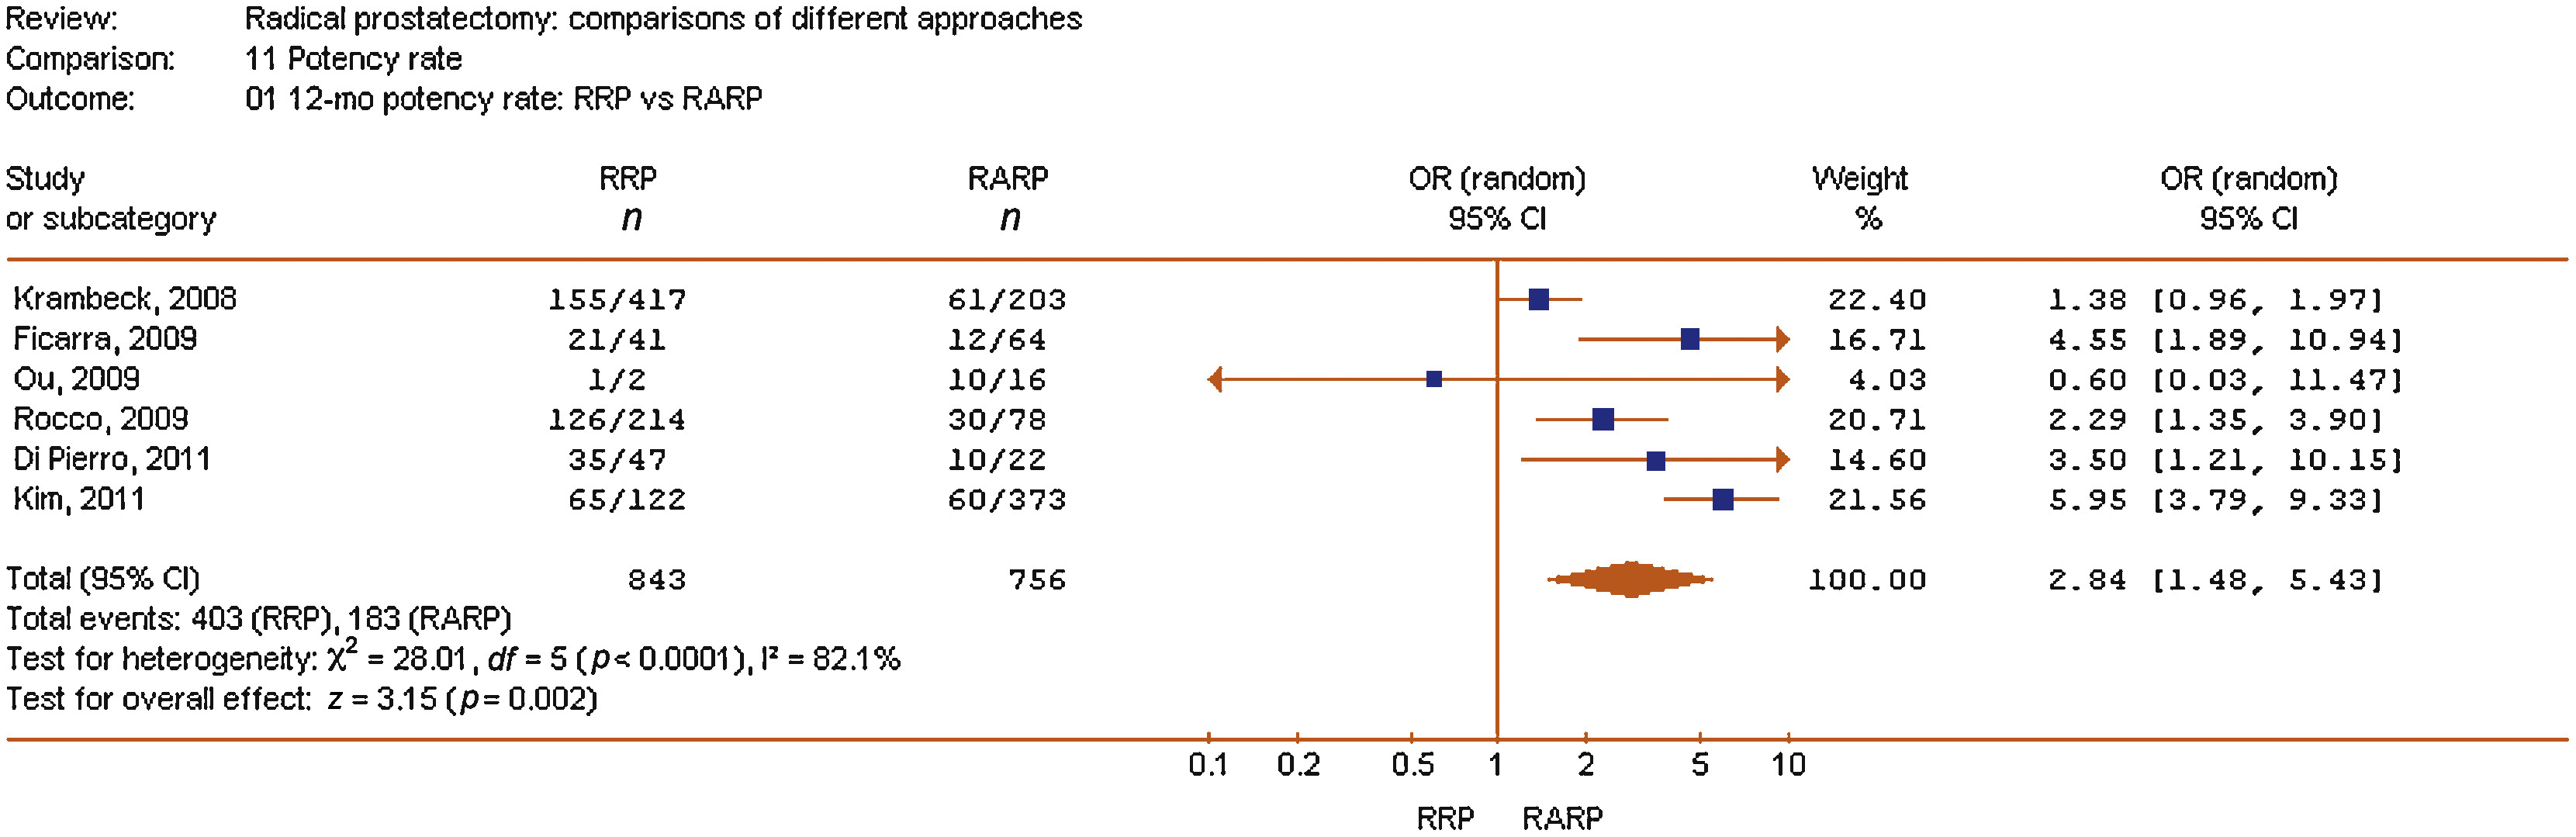 Review: Radical prostatectomy: comparisons of different approaches
Comparison: 11 Potency rate
Outcome: 01 12-mo potency rate: RRP vs RARP
Study RRP RARP OR (random) Weight OR (random)
or subcategory n n 95% CI % 95% CI
Krambeck, 2008 155/417 61/203 22.40 1.38 [0.96, 1.97]
Ficarra, 2009 21/41 12/64 16.71 4.55 [1.89, 10.94]
Ou, 2009 1/2 10/16 4.03 0.60 [0.03, 11.47]
Rocco, 2009 126/214 30/78 20.71 2.29 [1.35, 3.90]
Di Pierro, 2011 35/47 10/22 14.60 3.50 [1.21, 10.15]
Kim, 2011 65/122 60/373 21.56 5.95 [3.79, 9.33]
Total (95% CI) 843 756 100.00 2.84 [1.48, 5.43]
Total events: 403 (RRP), 183 (RARP)
Test for heterogeneity: χ² = 28.01, df = 5 (p < 0.0001), I² = 82.1%
Test for overall effect: z = 3.15 (p = 0.002)
0.1 0.2 0.5 1 2 5 10
RRP RARP